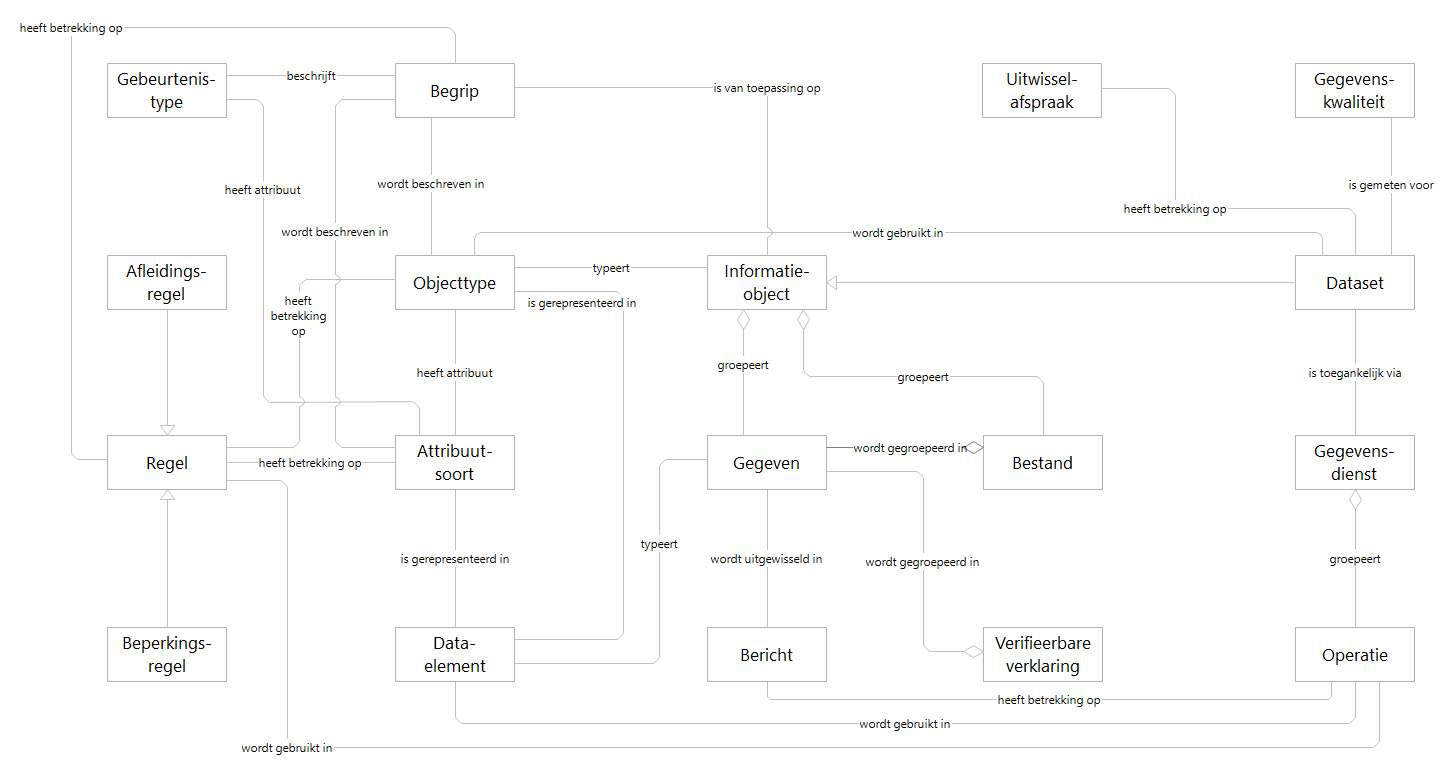 heeft betrekking op
Gebeurtenis-
type
beschrijft
Begrip
is van toepassing op
Uitwissel-
afspraak
Gegevens-
kwaliteit
heeft attribuut
wordt beschreven in
is gemeten voor
heeft betrekking op
wordt beschreven in
wordt gebruikt in
Afleidings-
regel
Objecttype
typeert
Informatie-
object
Dataset
heeft
betrekking
op
is gerepresenteerd in
groepeert
heeft attribuut
groepeert
is toegankelijk via
Regel
heeft betrekking op
Attribuut-
soort
Gegeven
wordt gegroepeerd in
Bestand
Gegevens-
dienst
typeert
is gerepresenteerd in
wordt uitgewisseld in
wordt gegroepeerd in
groepeert
Beperkings-
regel
Data-
element
Bericht
Verifieerbare
verklaring
Operatie
heeft betrekking op
wordt gebruikt in
wordt gebruikt in